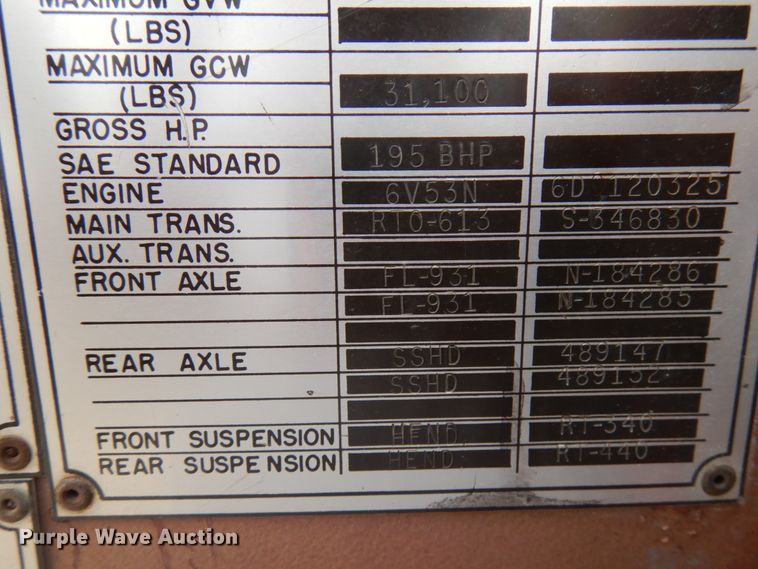 MAXIMUM GVW
(LBS)
MAXIMUM GCW
(LBS) 31,100
GROSS H.P.
SAE STANDARD 195 BHP
ENGINE 6V53N 6D 120325
MAIN TRANS. RTO-613 S-346830
AUX. TRANS.
FRONT AXLE FL-931 N-184286
FL-931 N-184285
REAR AXLE SSHD 489147
SSHD 489152
FRONT SUSPENSION HEND. RT-340
REAR SUSPENSION HEND. RT-440
Purple Wave Auction